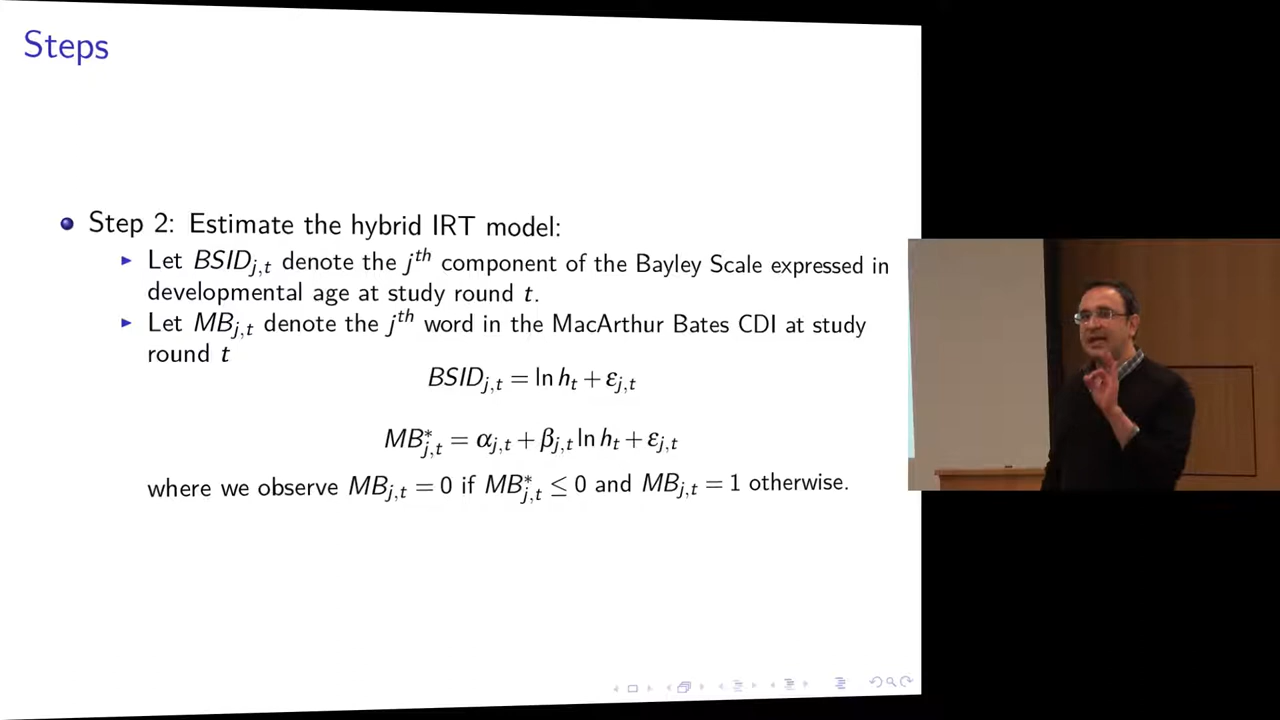 Steps
Step 2: Estimate the hybrid IRT model:
Let BSID_{j,t} denote the j^{th} component of the Bayley Scale expressed in
developmental age at study round t.
Let MB_{j,t} denote the j^{th} word in the MacArthur Bates CDI at study
round t
BSID_{j,t} = ln h_t + ε_{j,t}
MB*_{j,t} = α_{j,t} + β_{j,t} ln h_t + ε_{j,t}
where we observe MB_{j,t} = 0 if MB*_{j,t} ≤ 0 and MB_{j,t} = 1 otherwise.